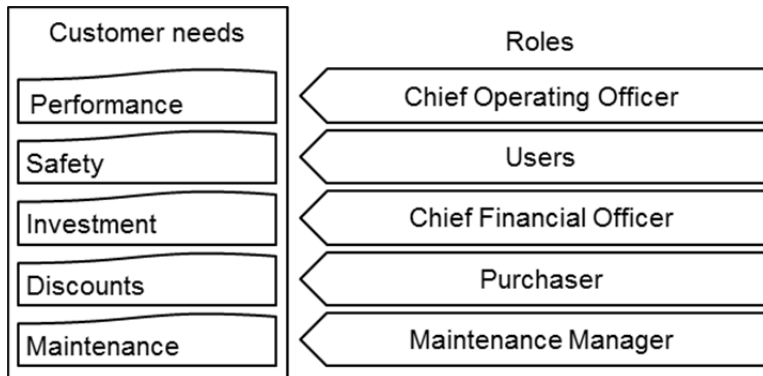 Customer needs
Roles
Performance
Chief Operating Officer
Safety
Users
Investment
Chief Financial Officer
Discounts
Purchaser
Maintenance
Maintenance Manager